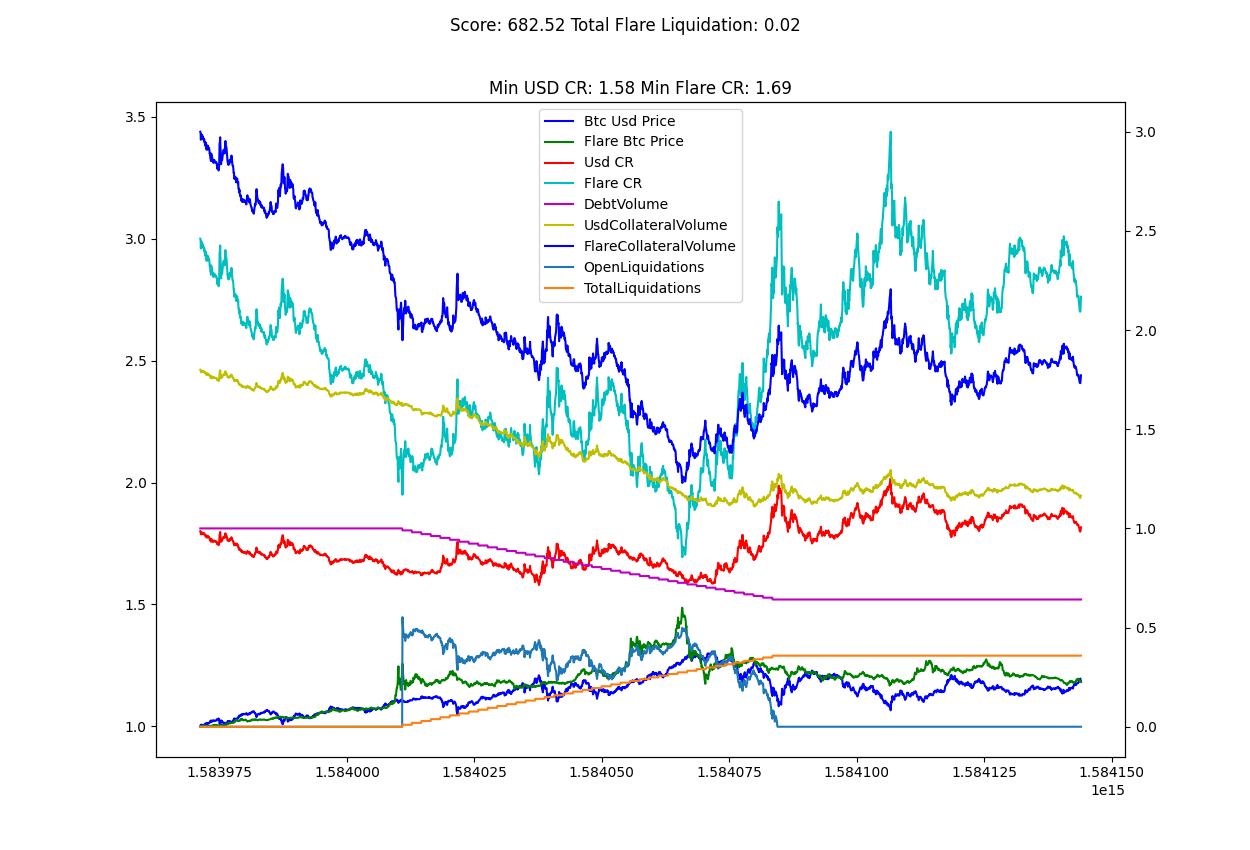 Score: 682.52 Total Flare Liquidation: 0.02
Min USD CR: 1.58 Min Flare CR: 1.69
Btc Usd Price
Flare Btc Price
Usd CR
Flare CR
DebtVolume
UsdCollateralVolume
FlareCollateralVolume
OpenLiquidations
TotalLiquidations
3.5
3.0
2.5
2.0
1.5
1.0
3.0
2.5
2.0
1.5
1.0
0.5
0.0
1.583975 1.584000 1.584025 1.584050 1.584075 1.584100 1.584125 1.584150
1e15